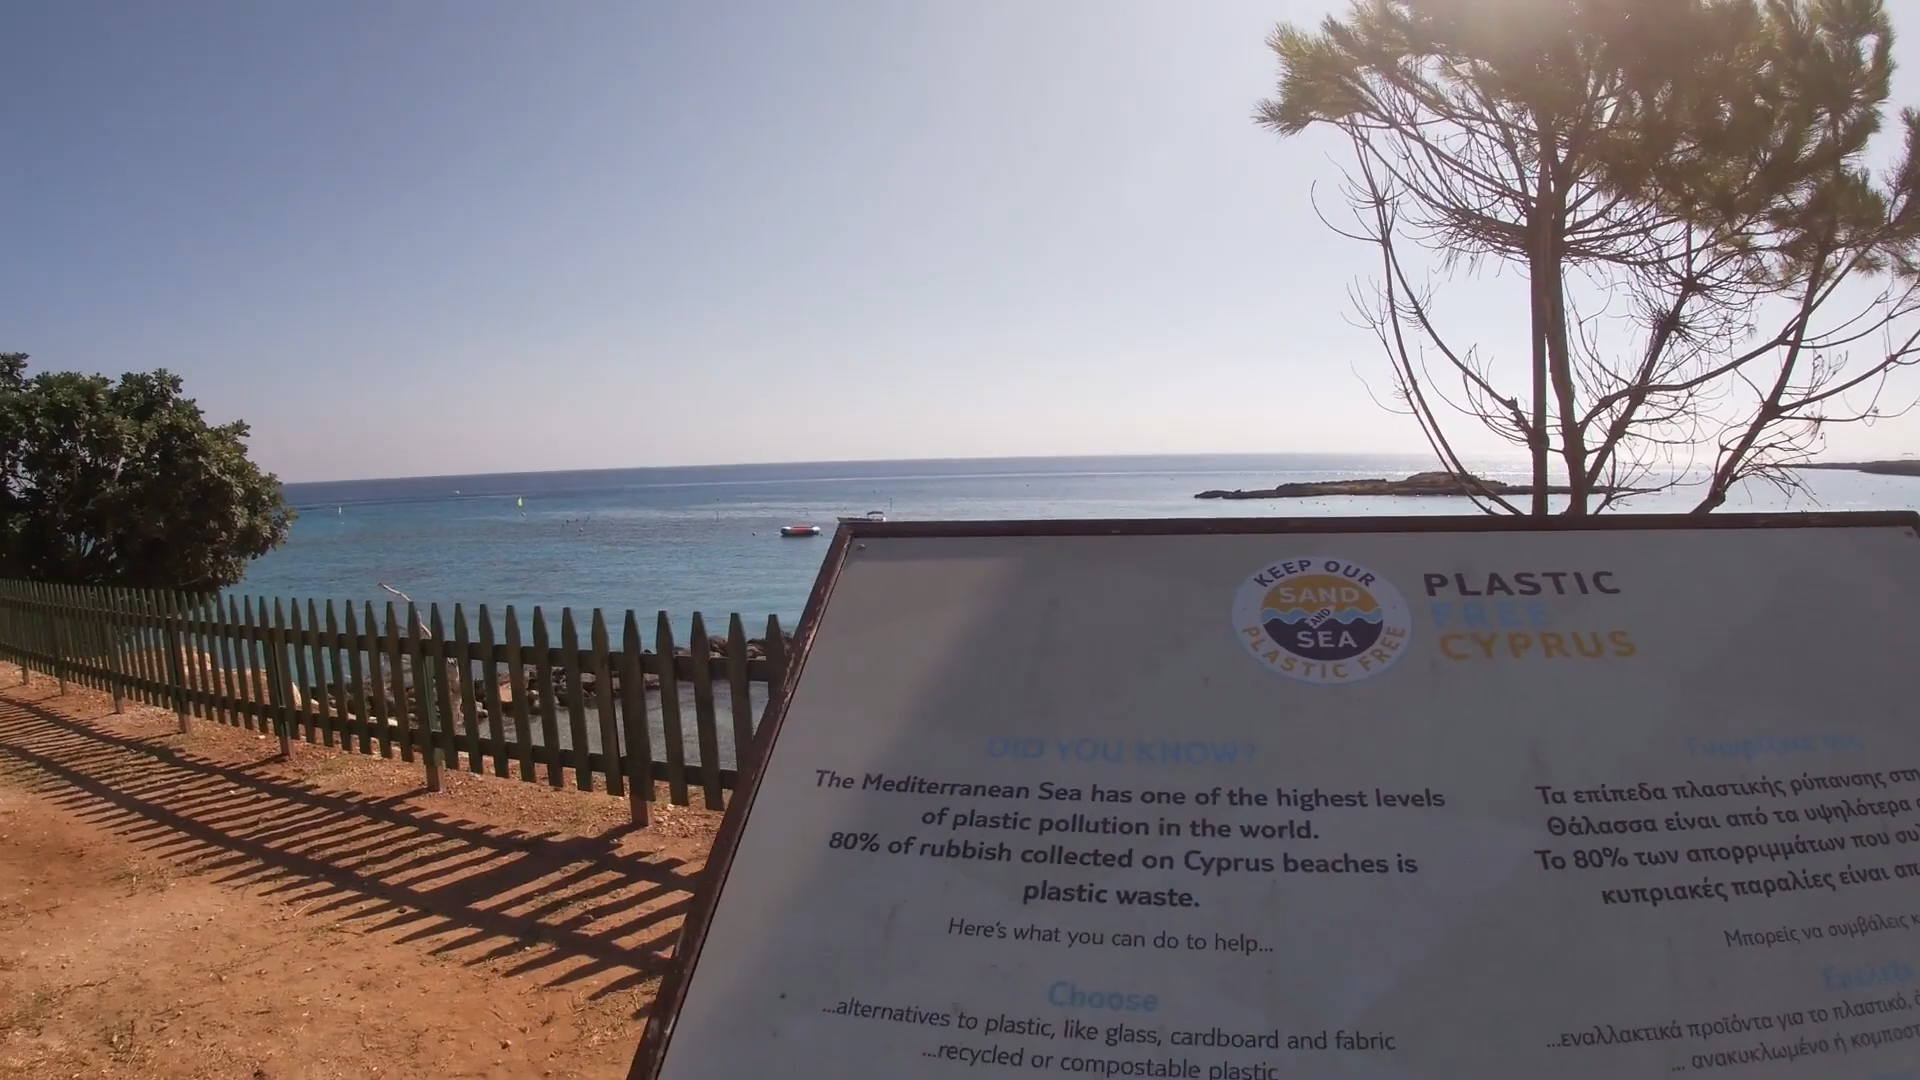 KEEP OUR
SAND
AND
SEA
PLASTIC FREE
PLASTIC
FREE
CYPRUS
DID YOU KNOW?
The Mediterranean Sea has one of the highest levels
of plastic pollution in the world.
80% of rubbish collected on Cyprus beaches is
plastic waste.
Here's what you can do to help...
Choose
...alternatives to plastic, like glass, cardboard and fabric
...recycled or compostable plastic
Τα επίπεδα πλαστικής ρύπανσης στη
Θάλασσα είναι από τα υψηλότερα
Το 80% των απορριμμάτων που
κυπριακές παραλίες είναι
Μπορείς να συμβάλεις
...εναλλακτικά προϊόντα για το πλαστικό,
... ανακυκλωμένο ή